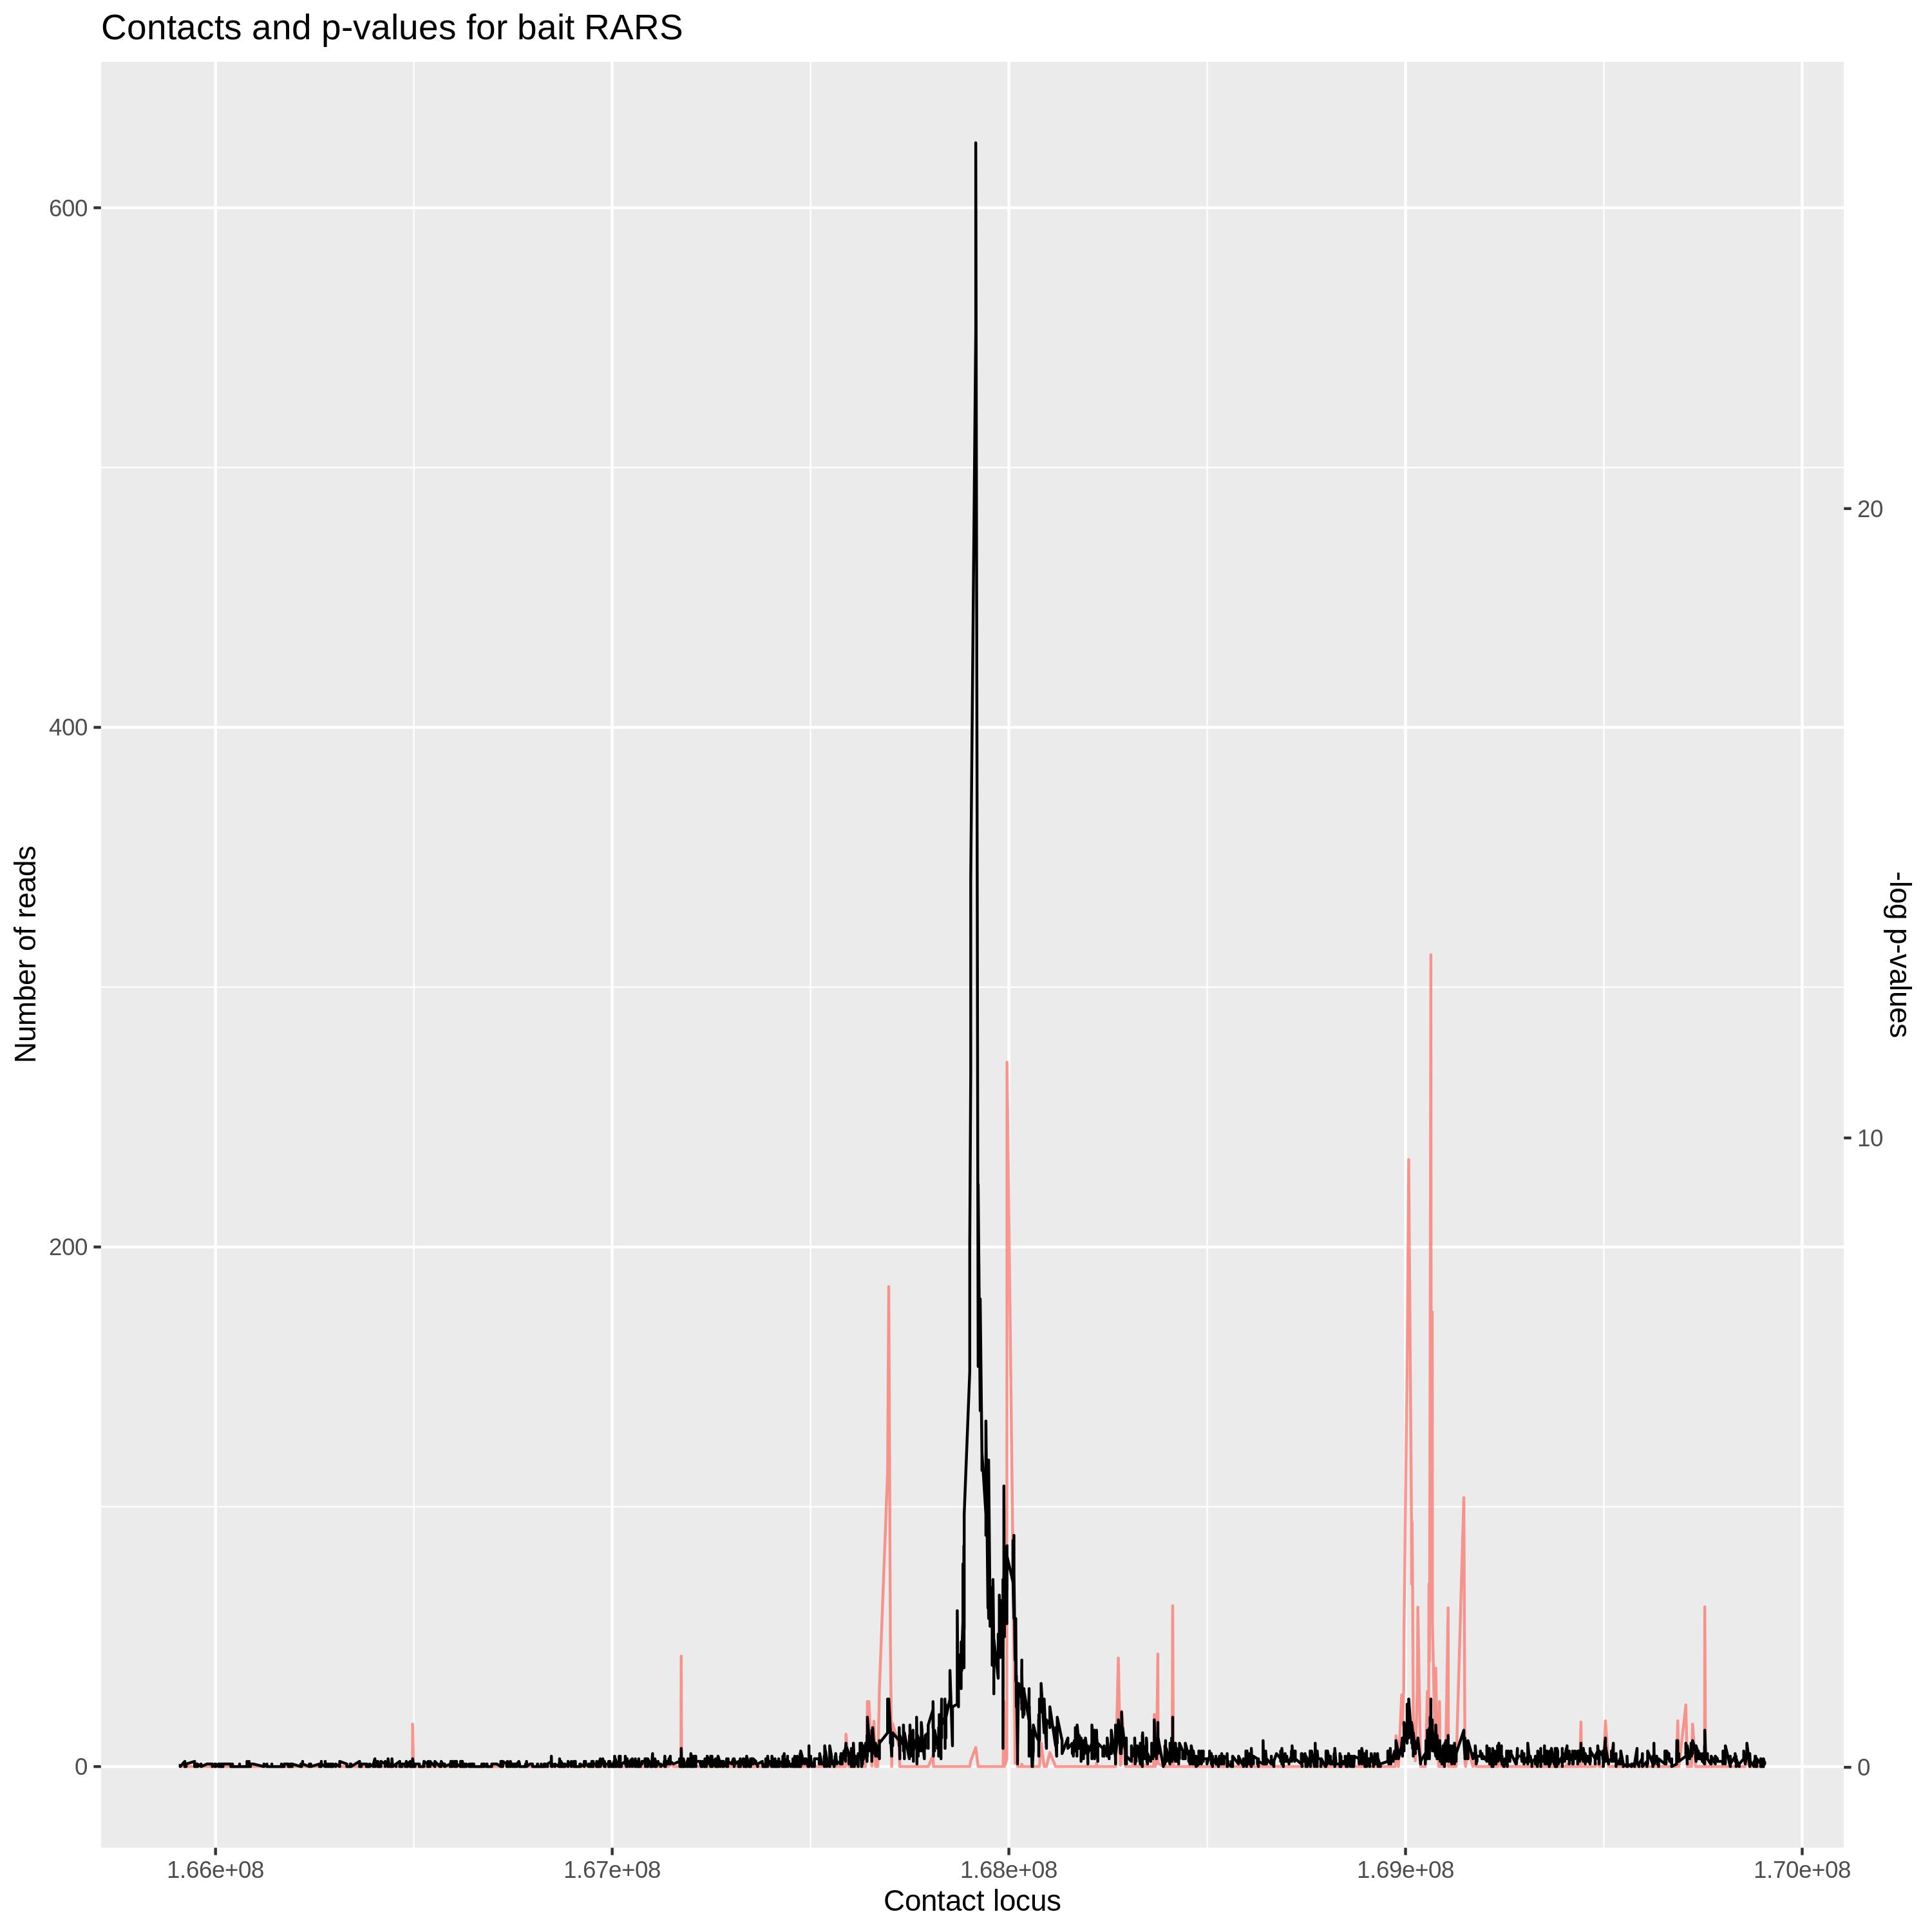 Contacts and p-values for bait RARS
600
400
200
0
20
10
0
Number of reads
-log p-values
1.66e+08
1.67e+08
1.68e+08
1.69e+08
1.70e+08
Contact locus